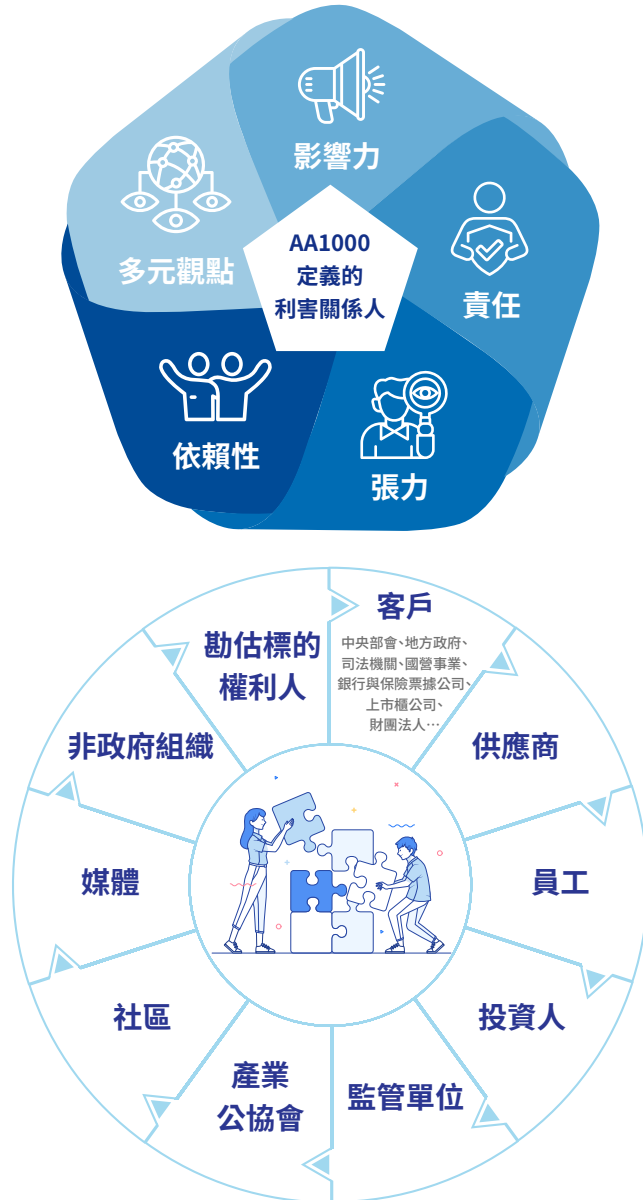 影響力
多元觀點
責任
AA1000
定義的
利害關係人
依賴性
張力
客戶
中央部會、地方政府、
司法機關、國營事業、
銀行與保險票據公司、
上市櫃公司、
財團法人…
供應商
員工
投資人
監管單位
產業
公協會
社區
媒體
非政府組織
勘估標的
權利人